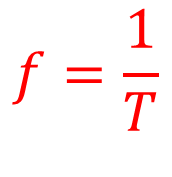 f = 1/T